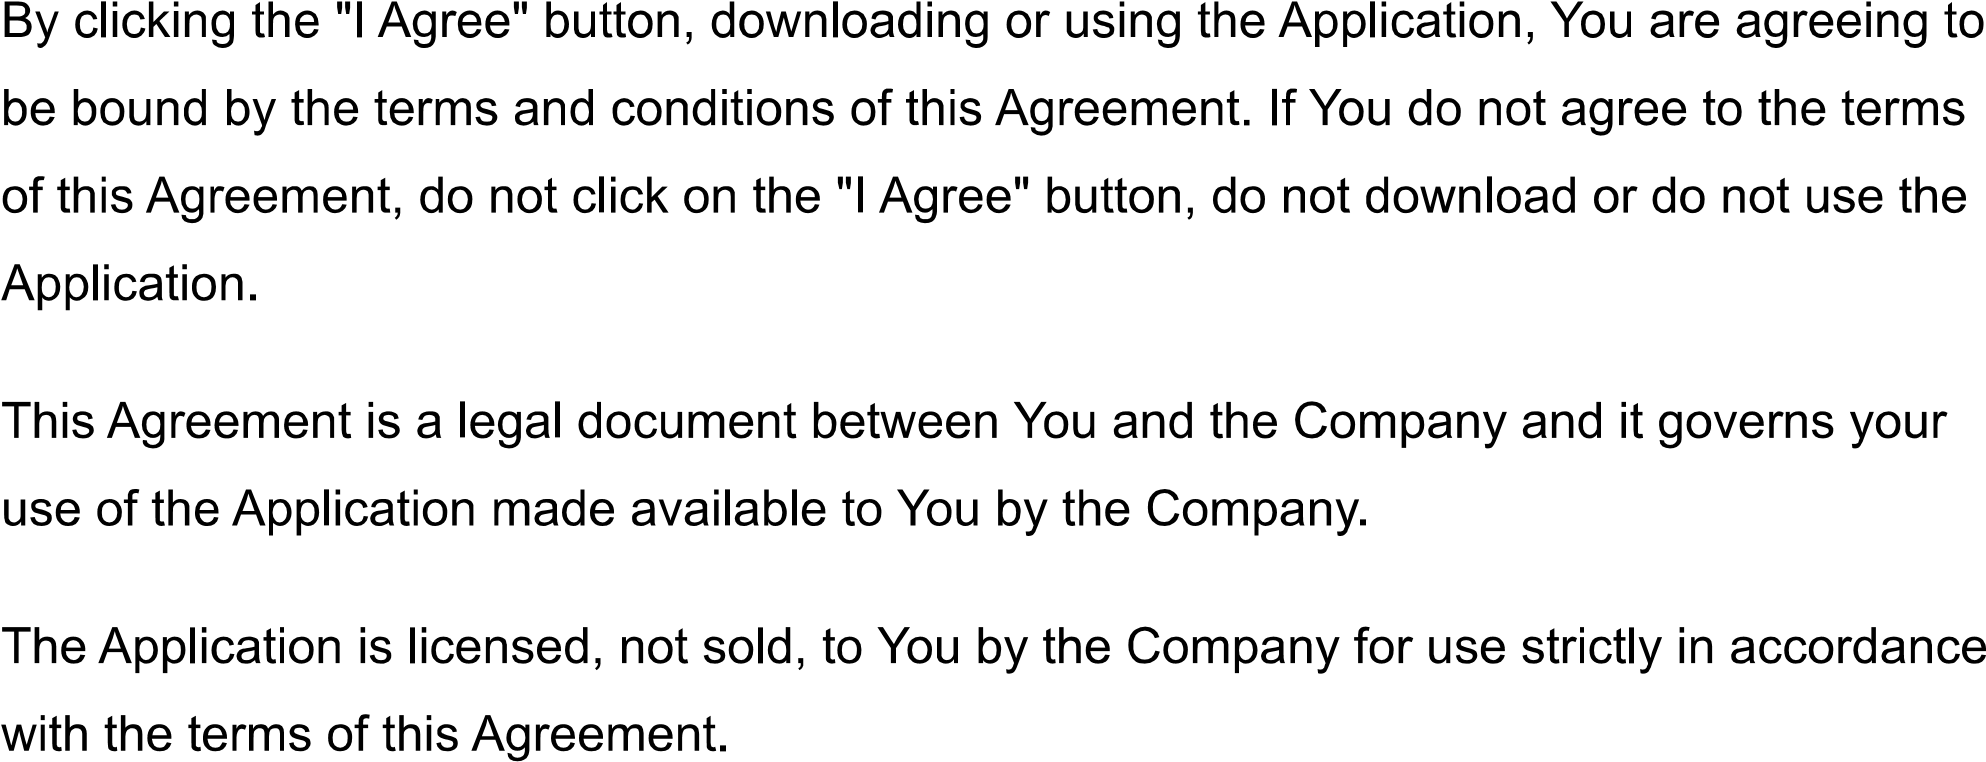 By clicking the "I Agree" button, downloading or using the Application, You are agreeing to
be bound by the terms and conditions of this Agreement. If You do not agree to the terms
of this Agreement, do not click on the "I Agree" button, do not download or do not use the
Application.
This Agreement is a legal document between You and the Company and it governs your
use of the Application made available to You by the Company.
The Application is licensed, not sold, to You by the Company for use strictly in accordance
with the terms of this Agreement.